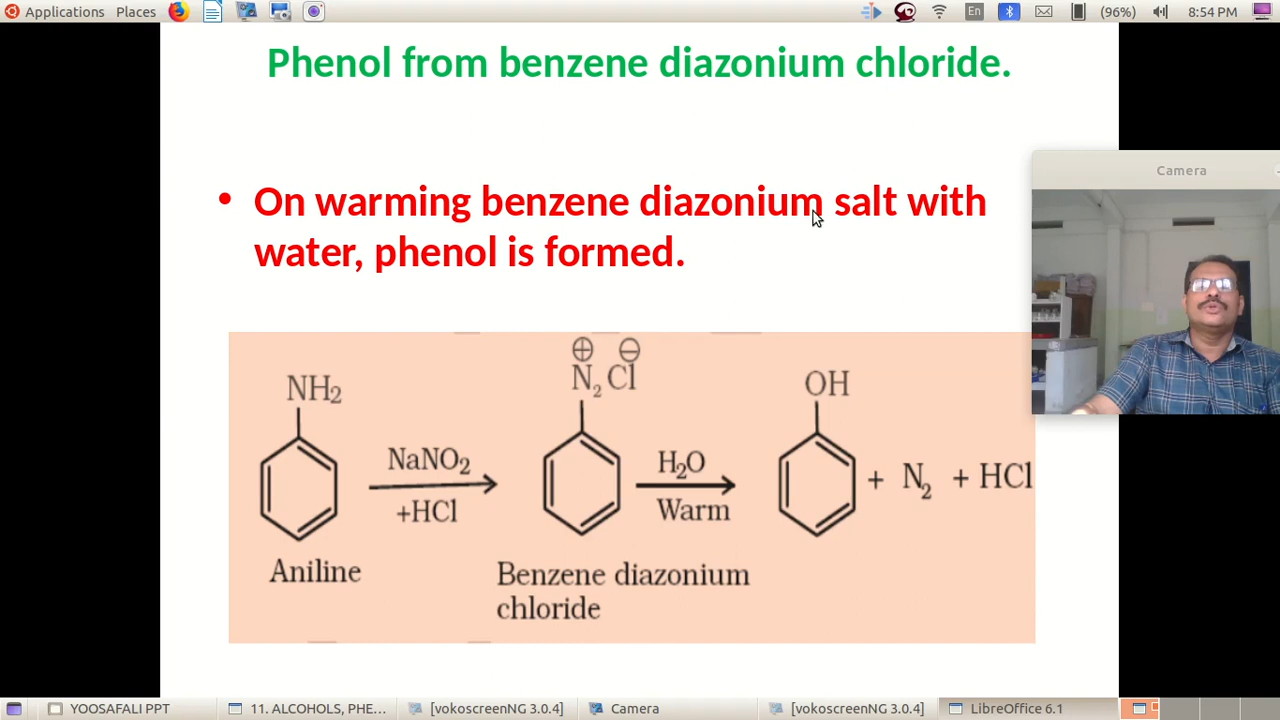 Applications Places En (96%) 8:54 PM
Phenol from benzene diazonium chloride.
• On warming benzene diazonium salt with
water, phenol is formed.
Camera
NH₂
N₂ Cl
⊕ ⊖
OH
NaNO₂
+HCl
H₂O
Warm
+ N₂ + HCl
Aniline
Benzene diazonium
chloride
YOOSAFALI PPT 11. ALCOHOLS, PHE... [vokoscreenNG 3.0.4] Camera [vokoscreenNG 3.0.4] LibreOffice 6.1